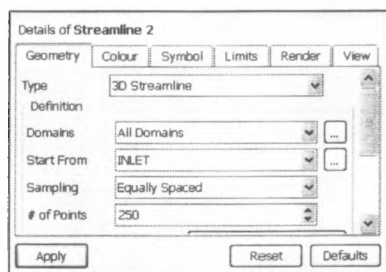 Details of Streamline 2
Geometry Colour Symbol Limits Render View
Type 3D Streamline
Definition
Domains All Domains ...
Start From INLET ...
Sampling Equally Spaced
# of Points 250
Apply Reset Defaults